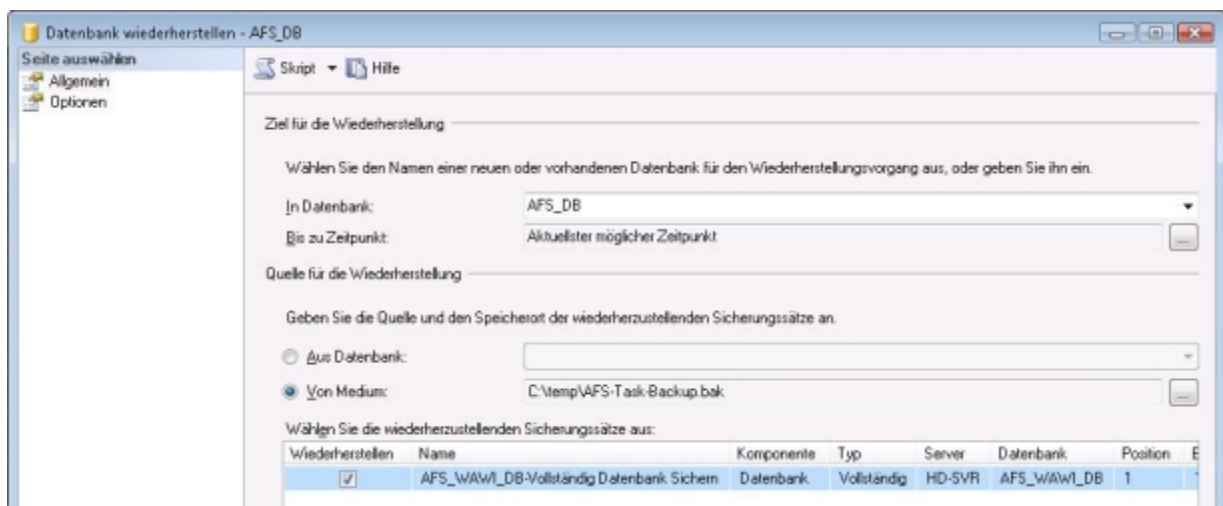 Datenbank wiederherstellen - AFS_DB
Seite auswählen
Allgemein
Optionen
Skript Hilfe
Ziel für die Wiederherstellung
Wählen Sie den Namen einer neuen oder vorhandenen Datenbank für den Wiederherstellungsvorgang aus, oder geben Sie ihn ein.
In Datenbank: AFS_DB
Bis zu Zeitpunkt: Aktuellster möglicher Zeitpunkt ...
Quelle für die Wiederherstellung
Geben Sie die Quelle und den Speicherort der wiederherzustellenden Sicherungssätze an.
Aus Datenbank:
Von Medium: C:\temp\AFS-Task-Backup.bak ...
Wählen Sie die wiederherzustellenden Sicherungssätze aus:
Wiederherstellen Name Komponente Typ Server Datenbank Position E
AFS_WAWI_DB-Vollständig Datenbank Sichern Datenbank Vollständig HD-SVR AFS_WAWI_DB 1